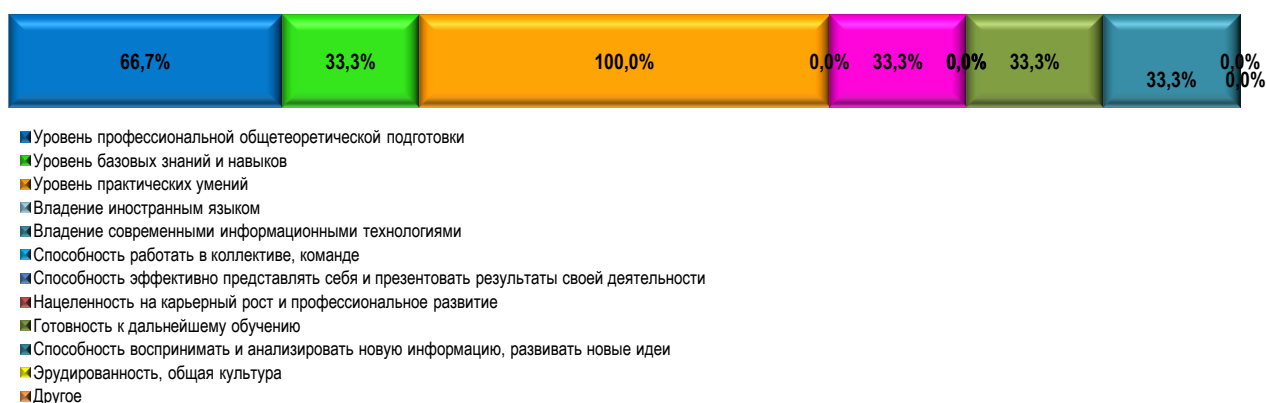 66,7% 33,3% 100,0% 0,0% 33,3% 0,0% 33,3% 0,0%
33,3% 0,0%
Уровень профессиональной общетеоретической подготовки
Уровень базовых знаний и навыков
Уровень практических умений
Владение иностранным языком
Владение современными информационными технологиями
Способность работать в коллективе, команде
Способность эффективно представлять себя и презентовать результаты своей деятельности
Нацеленность на карьерный рост и профессиональное развитие
Готовность к дальнейшему обучению
Способность воспринимать и анализировать новую информацию, развивать новые идеи
Эрудированность, общая культура
Другое